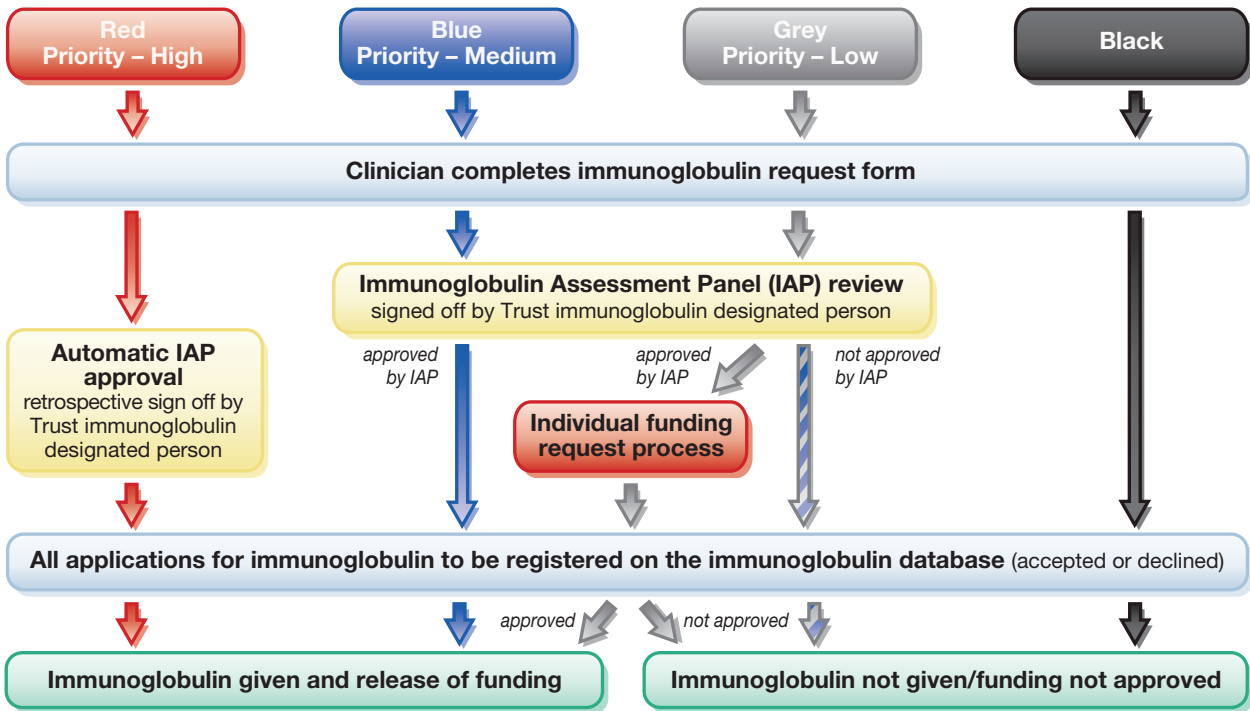 Red
Priority – High
Blue
Priority – Medium
Grey
Priority – Low
Black
Clinician completes immunoglobulin request form
Immunoglobulin Assessment Panel (IAP) review
signed off by Trust immunoglobulin designated person
Automatic IAP
approval
retrospective sign off by
Trust immunoglobulin
designated person
approved
by IAP
approved
by IAP
not approved
by IAP
Individual funding
request process
All applications for immunoglobulin to be registered on the immunoglobulin database (accepted or declined)
approved
not approved
Immunoglobulin given and release of funding
Immunoglobulin not given/funding not approved